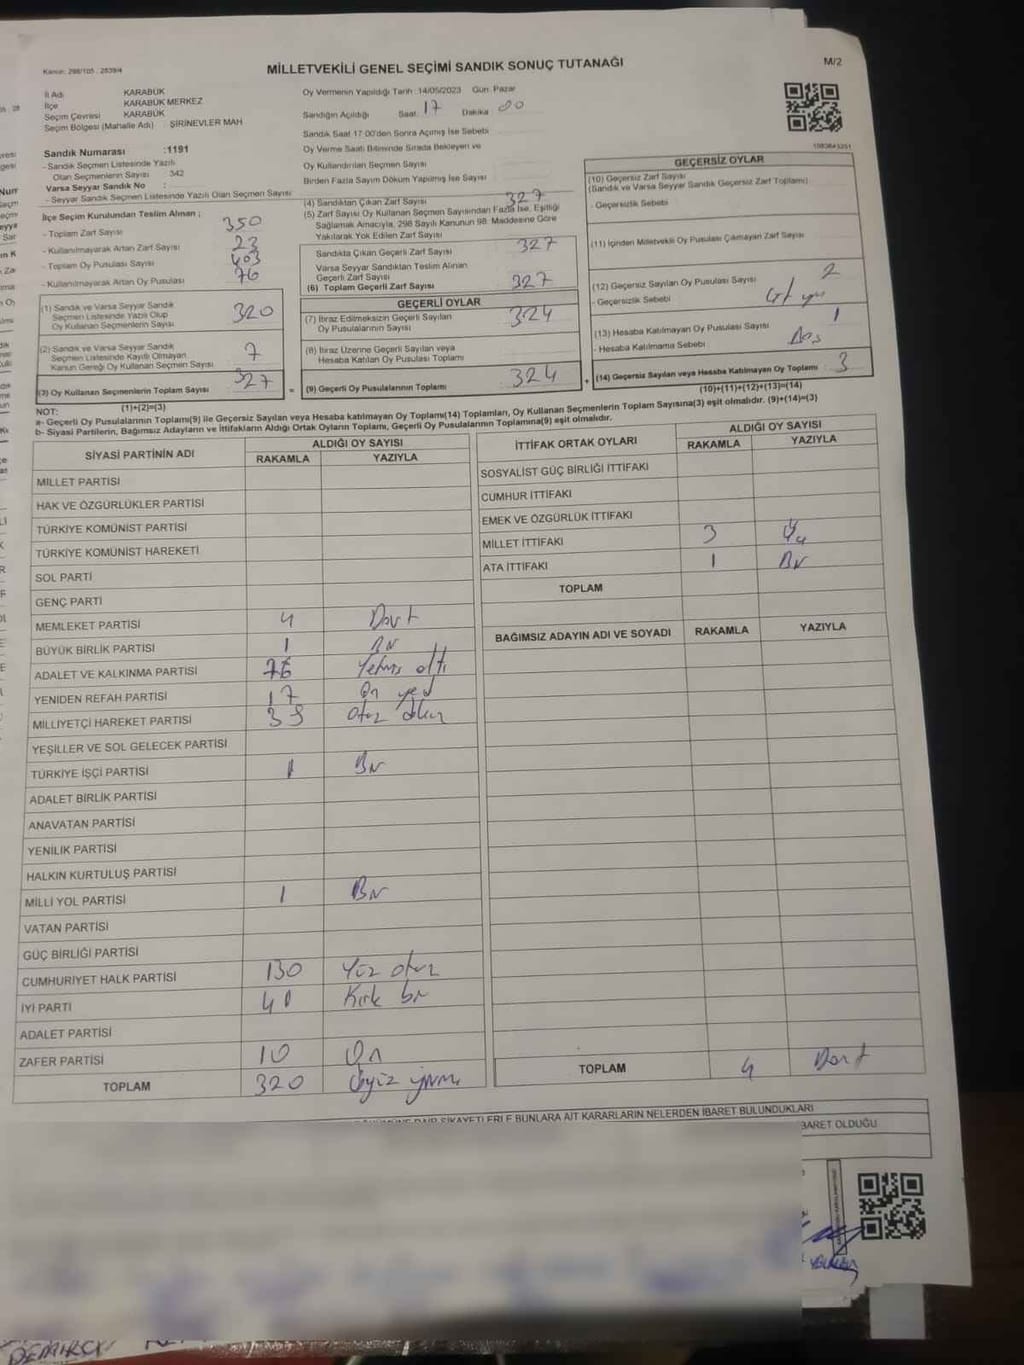 Kanun: 298/105 , 2839/4
MİLLETVEKİLİ GENEL SEÇİMİ SANDIK SONUÇ TUTANAĞI
M/2
İl Adı KARABÜK
İlçe KARABÜK MERKEZ
Seçim Çevresi KARABÜK
Seçim Bölgesi (Mahalle Adı) ŞİRİNEVLER MAH
Sandık Numarası :1191
- Sandık Seçmen Listesinde Yazılı
Olan Seçmenlerin Sayısı 342
Varsa Seyyar Sandık No :
- Seyyar Sandık Seçmen Listesinde Yazılı Olan Seçmen Sayısı
Oy Vermenin Yapıldığı Tarih :14/05/2023 Gün: Pazar
Sandığın Açıldığı Saat: 17 Dakika 00
Sandık Saat 17:00'den Sonra Açılmış İse Sebebi
Oy Verme Saati Bitiminde Sırada Bekleyen ve
Oy Kullandırılan Seçmen Sayısı
Birden Fazla Sayım Döküm Yapılmış İse Sayısı
İlçe Seçim Kurulundan Teslim Alınan ;
- Toplam Zarf Sayısı 350
- Kullanılmayarak Artan Zarf Sayısı 23
- Toplam Oy Pusulası Sayısı 403
- Kullanılmayarak Artan Oy Pusulası 76
(1) Sandık ve Varsa Seyyar Sandık
Seçmen Listesinde Yazılı Olup
Oy Kullanan Seçmenlerin Sayısı 320
(2) Sandık ve Varsa Seyyar Sandık
Seçmen Listesinde Kayıtlı Olmayan
Kanun Gereği Oy Kullanan Seçmen Sayısı 7
(3) Oy Kullanan Seçmenlerin Toplam Sayısı 327
(1)+(2)=(3)
(4) Sandıktan Çıkan Zarf Sayısı 327
(5) Zarf Sayısı Oy Kullanan Seçmen Sayısından Fazla İse, Eşitliği
Sağlamak Amacıyla, 298 Sayılı Kanunun 98. Maddesine Göre
Yakılarak Yok Edilen Zarf Sayısı
Sandıkta Çıkan Geçerli Zarf Sayısı 327
Varsa Seyyar Sandıktan Teslim Alınan
Geçerli Zarf Sayısı
(6) Toplam Geçerli Zarf Sayısı 327
GEÇERLİ OYLAR
(7) İtiraz Edilmeksizin Geçerli Sayılan
Oy Pusulalarının Sayısı 324
(8) İtiraz Üzerine Geçerli Sayılan veya
Hesaba Katılan Oy Pusulası Toplamı
= (9) Geçerli Oy Pusulalarının Toplamı 324
GEÇERSİZ OYLAR
(10) Geçersiz Zarf Sayısı
(Sandık ve Varsa Seyyar Sandık Geçersiz Zarf Toplamı)
- Geçersizlik Sebebi
(11) İçinden Milletvekili Oy Pusulası Çıkmayan Zarf Sayısı
(12) Geçersiz Sayılan Oy Pusulası Sayısı 2
- Geçersizlik Sebebi
(13) Hesaba Katılmayan Oy Pusulası Sayısı 1
- Hesaba Katılmama Sebebi
+ (14) Geçersiz Sayılan veya Hesaba Katılmayan Oy Toplamı 3
(10)+(11)+(12)+(13)=(14)
NOT:
a- Geçerli Oy Pusulalarının Toplamı(9) ile Geçersiz Sayılan veya Hesaba katılmayan Oy Toplamı(14) Toplamları, Oy Kullanan Seçmenlerin Toplam Sayısına(3) eşit olmalıdır. (9)+(14)=(3)
b- Siyasi Partilerin, Bağımsız Adayların ve İttifakların Aldığı Ortak Oyların Toplamı, Geçerli Oy Pusulalarının Toplamına(9) eşit olmalıdır.
SİYASİ PARTİNİN ADI ALDIĞI OY SAYISI
RAKAMLA YAZIYLA
MİLLET PARTİSİ
HAK VE ÖZGÜRLÜKLER PARTİSİ
TÜRKİYE KOMÜNİST PARTİSİ
TÜRKİYE KOMÜNİST HAREKETİ
SOL PARTİ
GENÇ PARTİ
MEMLEKET PARTİSİ 4 Dört
BÜYÜK BİRLİK PARTİSİ 1 Bir
ADALET VE KALKINMA PARTİSİ 76 Yetmiş altı
YENİDEN REFAH PARTİSİ 17 On yedi
MİLLİYETÇİ HAREKET PARTİSİ 39 Otuz dokuz
YEŞİLLER VE SOL GELECEK PARTİSİ
TÜRKİYE İŞÇİ PARTİSİ 1 Bir
ADALET BİRLİK PARTİSİ
ANAVATAN PARTİSİ
YENİLİK PARTİSİ
HALKIN KURTULUŞ PARTİSİ
MİLLİ YOL PARTİSİ 1 Bir
VATAN PARTİSİ
GÜÇ BİRLİĞİ PARTİSİ
CUMHURİYET HALK PARTİSİ 130 Yüz otuz
İYİ PARTİ 41 Kırk bir
ADALET PARTİSİ
ZAFER PARTİSİ 10 On
TOPLAM 320 Üçyüz yirmi
İTTİFAK ORTAK OYLARI ALDIĞI OY SAYISI
RAKAMLA YAZIYLA
SOSYALİST GÜÇ BİRLİĞİ İTTİFAKI
CUMHUR İTTİFAKI
EMEK VE ÖZGÜRLÜK İTTİFAKI
MİLLET İTTİFAKI 3 Üç
ATA İTTİFAKI 1 Bir
TOPLAM
BAĞIMSIZ ADAYIN ADI VE SOYADI RAKAMLA YAZIYLA
TOPLAM 4 Dört
ŞİKAYETLERLE BUNLARA AİT KARARLARIN NELERDEN İBARET BULUNDUKLARI
BARET OLDUĞU
DEMİRCİ